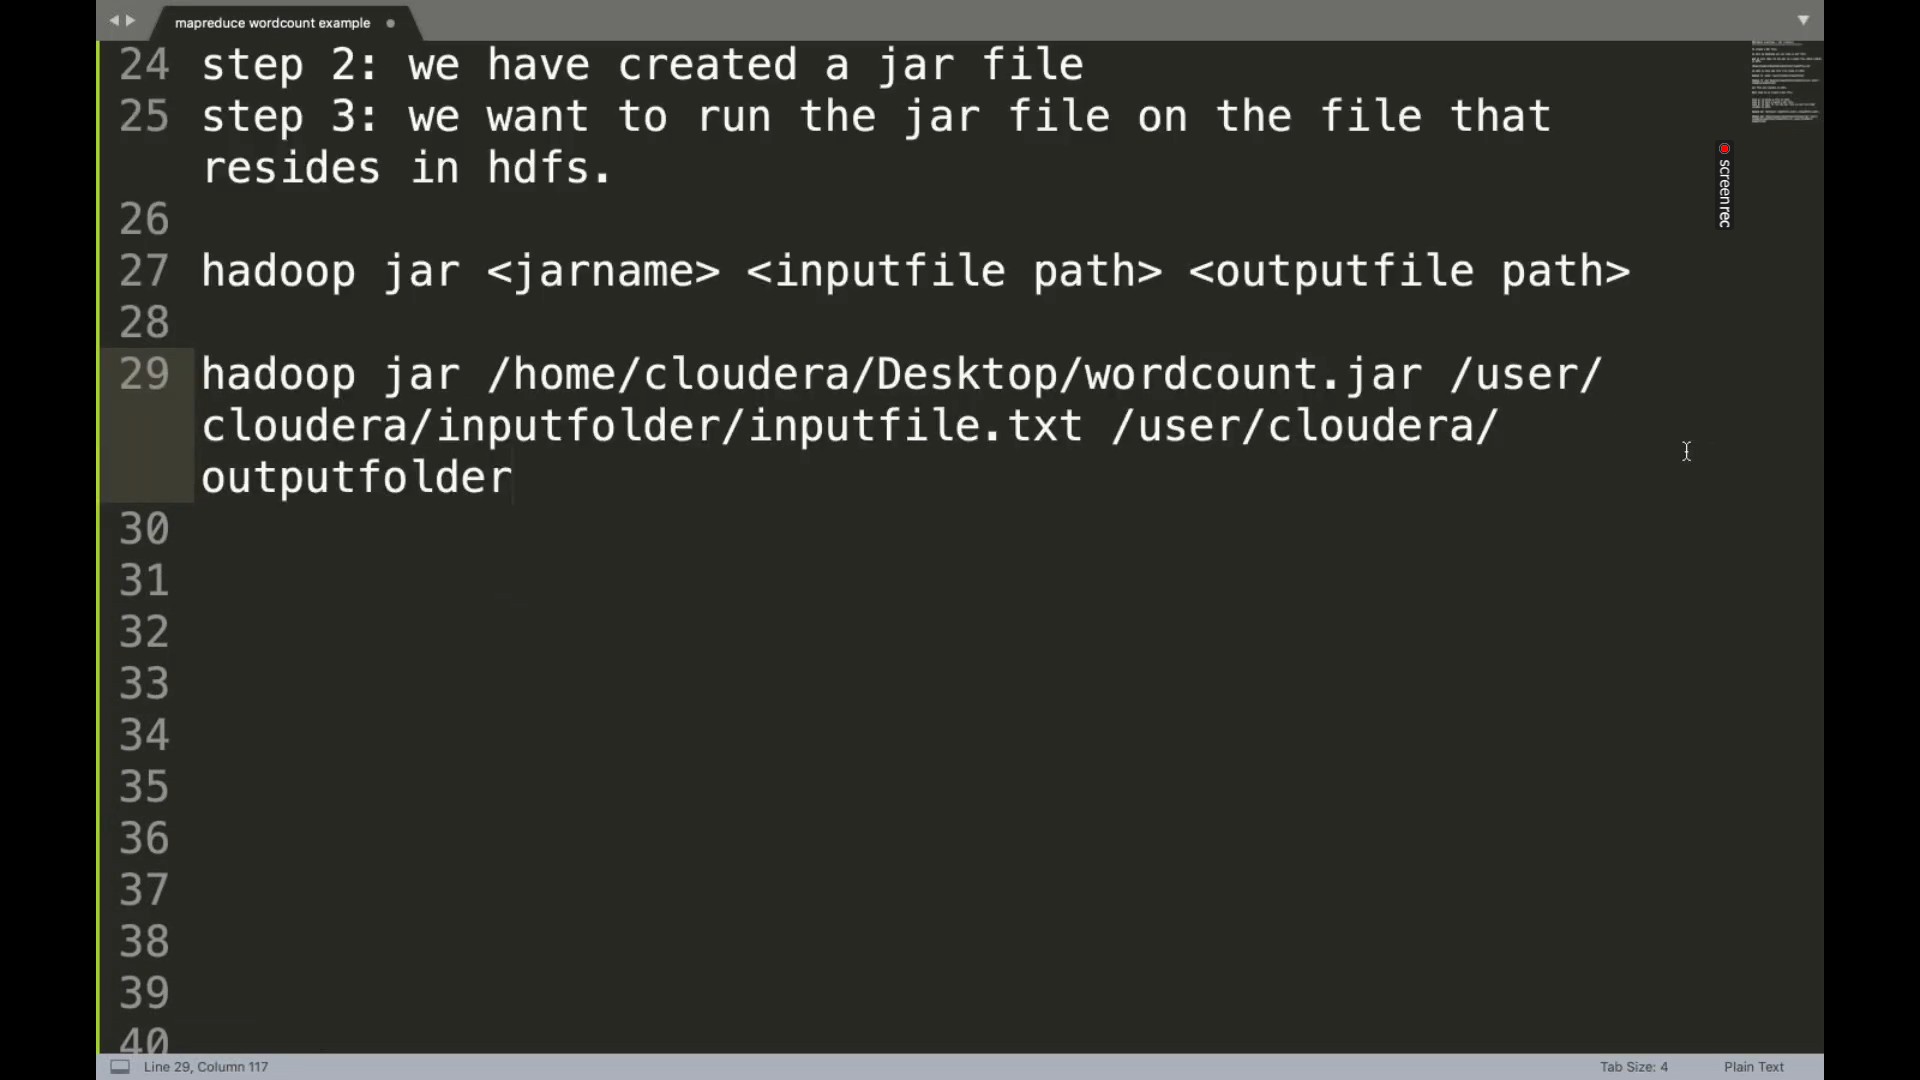 mapreduce wordcount example
24 step 2: we have created a jar file
25 step 3: we want to run the jar file on the file that
resides in hdfs.
26
27 hadoop jar <jarname> <inputfile path> <outputfile path>
28
29 hadoop jar /home/cloudera/Desktop/wordcount.jar /user/
cloudera/inputfolder/inputfile.txt /user/cloudera/
outputfolder
30
31
32
33
34
35
36
37
38
39
40
screenrec
Line 29, Column 117
Tab Size: 4
Plain Text